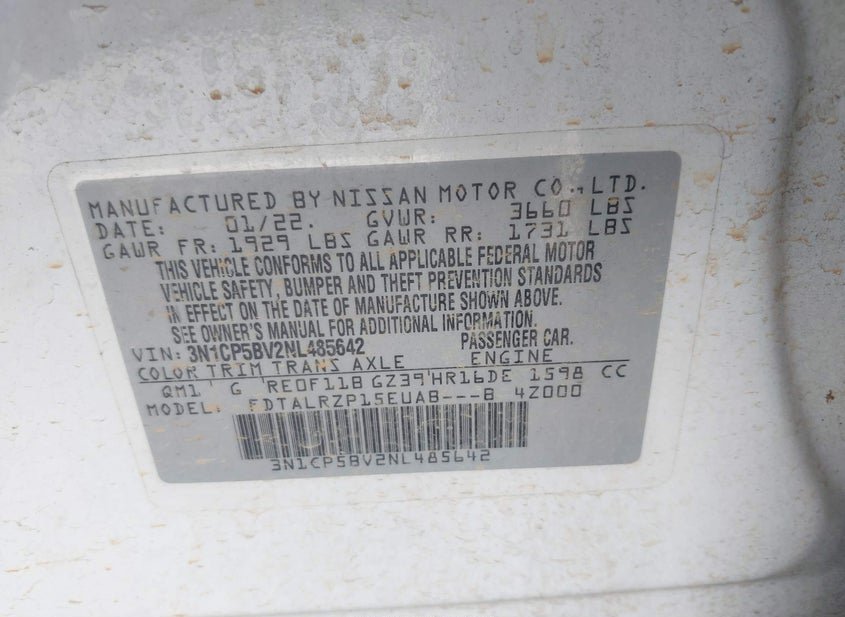 MANUFACTURED BY NISSAN MOTOR CO., LTD.
DATE: 01/22. GVWR: 3660 LBS
GAWR FR: 1929 LBS GAWR RR: 1731 LBS
THIS VEHICLE CONFORMS TO ALL APPLICABLE FEDERAL MOTOR
VEHICLE SAFETY, BUMPER AND THEFT PREVENTION STANDARDS
IN EFFECT ON THE DATE OF MANUFACTURE SHOWN ABOVE.
SEE OWNER'S MANUAL FOR ADDITIONAL INFORMATION.
VIN: 3N1CP5BV2NL485642 PASSENGER CAR.
COLOR TRIM TRANS AXLE ENGINE
QM1 G RE0F11B GZ39 HR16DE 1598 CC
MODEL: FDTALRZP15EUAB---B 4Z000
3N1CP5BV2NL485642